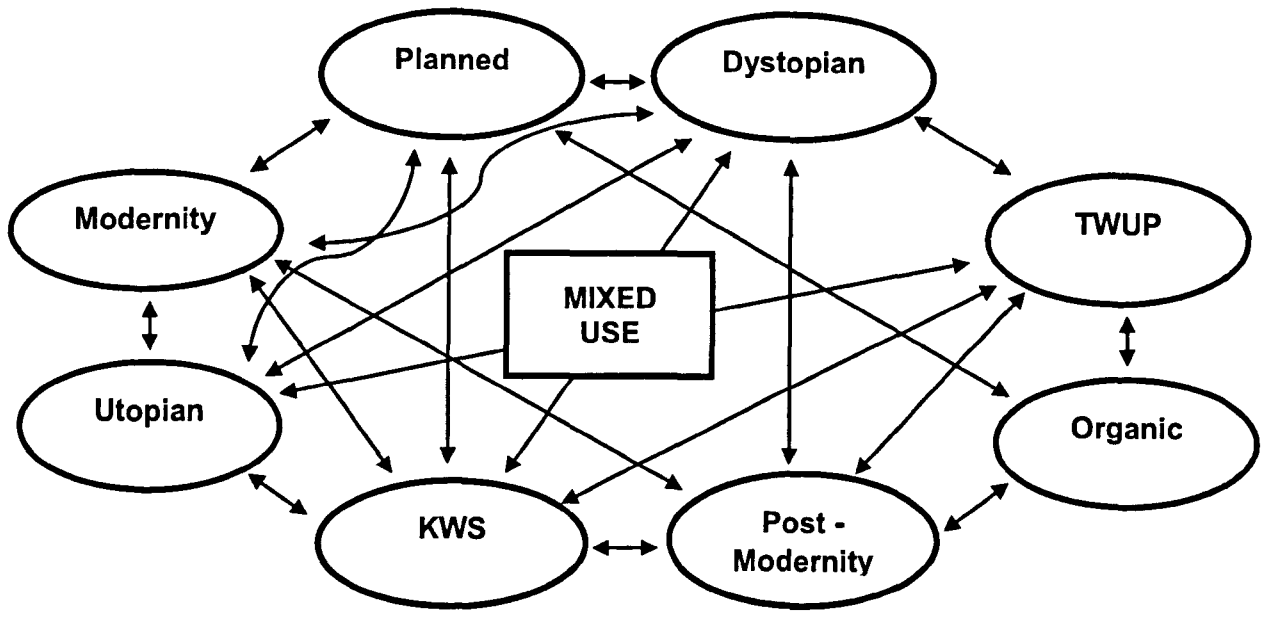 Planned
Dystopian
Modernity
TWUP
MIXED
USE
Utopian
Organic
KWS
Post -
Modernity